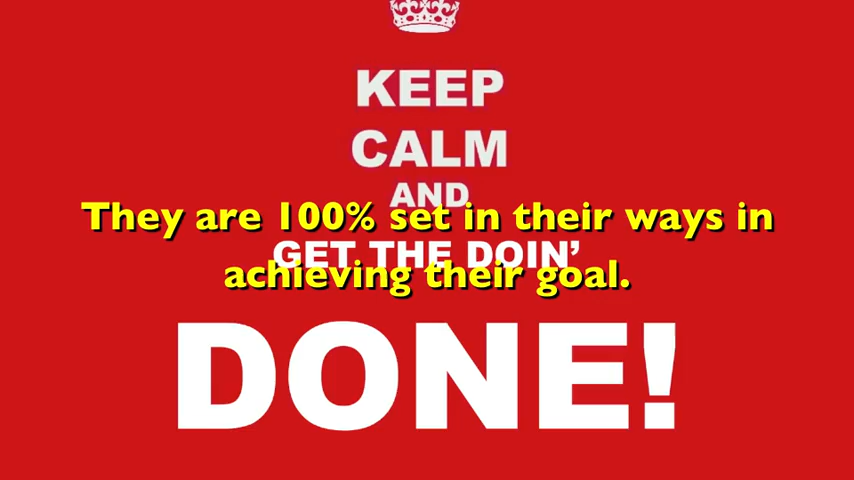 KEEP
CALM
AND
They are 100% set in their ways in
GET THE DOIN’
achieving their goal.
DONE!